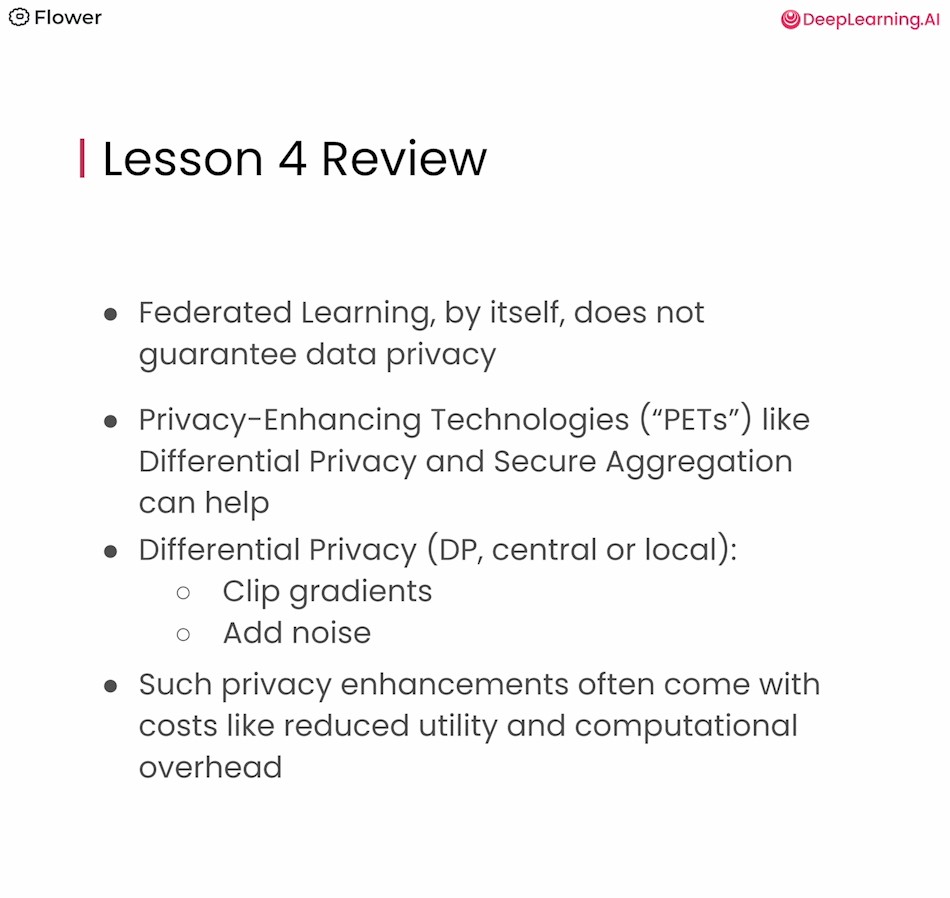 Flower
DeepLearning.AI
Lesson 4 Review
● Federated Learning, by itself, does not
guarantee data privacy
● Privacy-Enhancing Technologies (“PETs”) like
Differential Privacy and Secure Aggregation
can help
● Differential Privacy (DP, central or local):
○ Clip gradients
○ Add noise
● Such privacy enhancements often come with
costs like reduced utility and computational
overhead